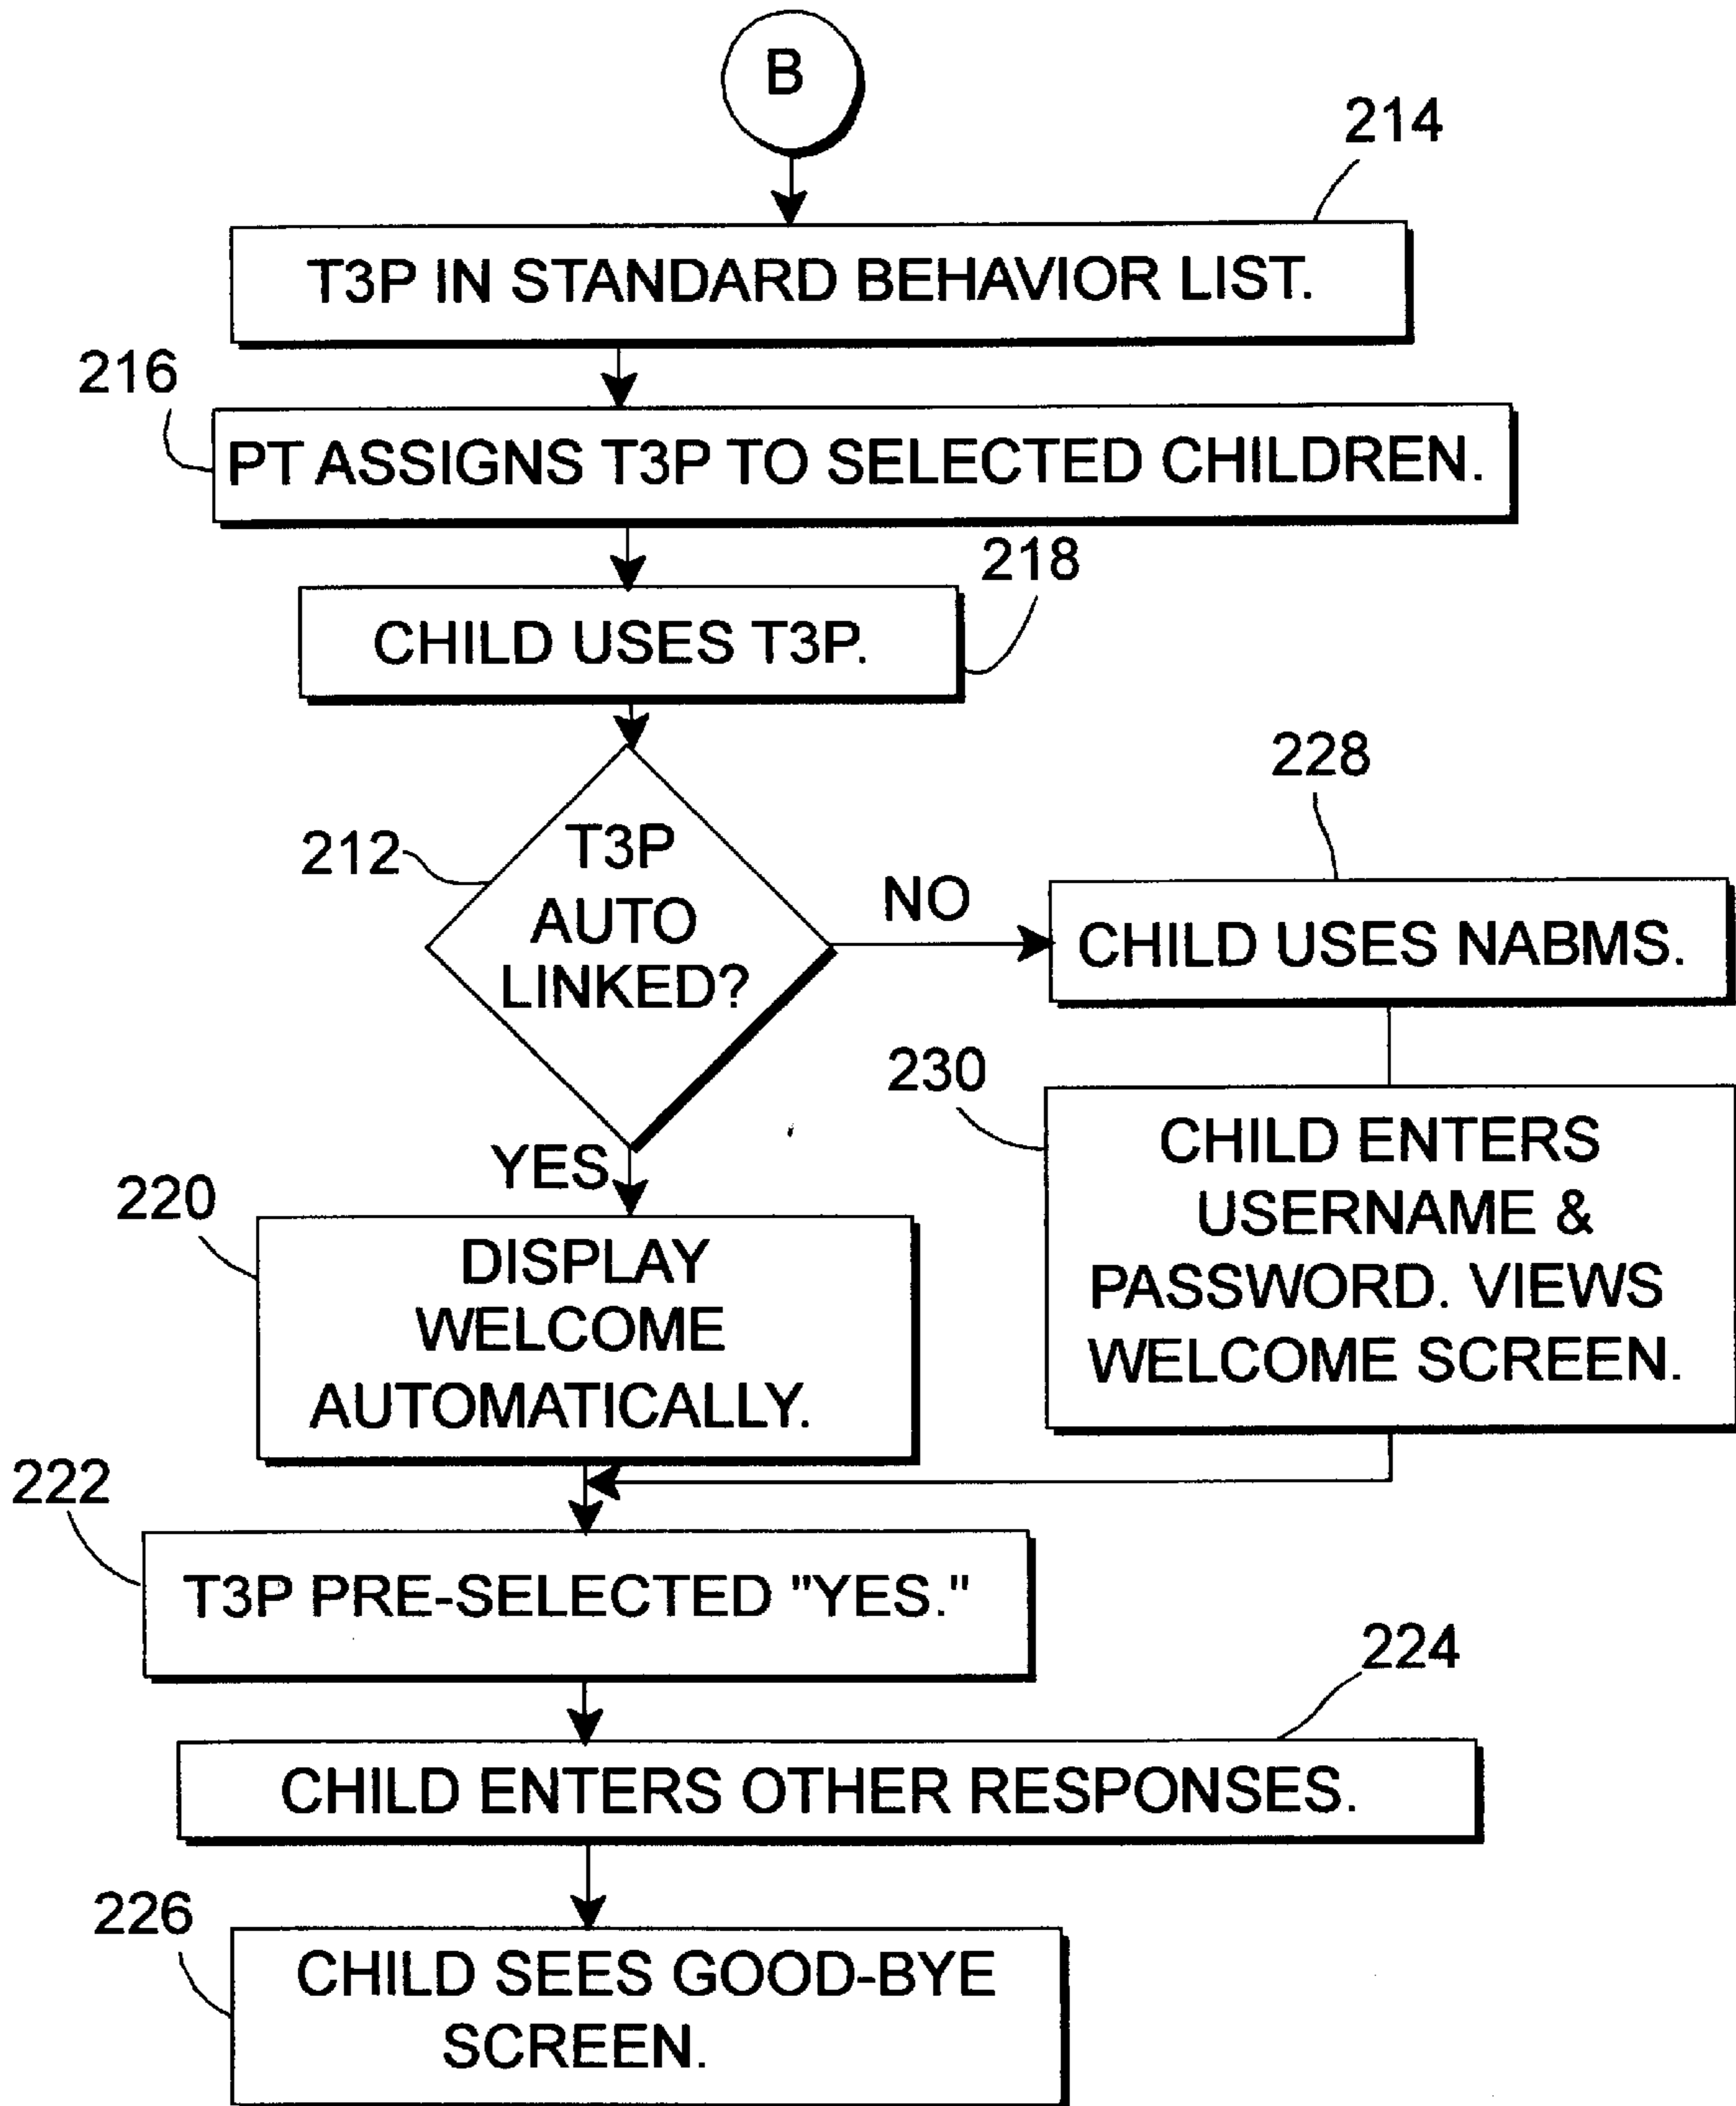 B
214
T3P IN STANDARD BEHAVIOR LIST.
216
PT ASSIGNS T3P TO SELECTED CHILDREN.
218
CHILD USES T3P.
212
T3P
AUTO
LINKED?
NO
228
CHILD USES NABMS.
230
CHILD ENTERS
USERNAME &
PASSWORD. VIEWS
WELCOME SCREEN.
YES
220
DISPLAY
WELCOME
AUTOMATICALLY.
222
T3P PRE-SELECTED "YES."
224
CHILD ENTERS OTHER RESPONSES.
226
CHILD SEES GOOD-BYE
SCREEN.